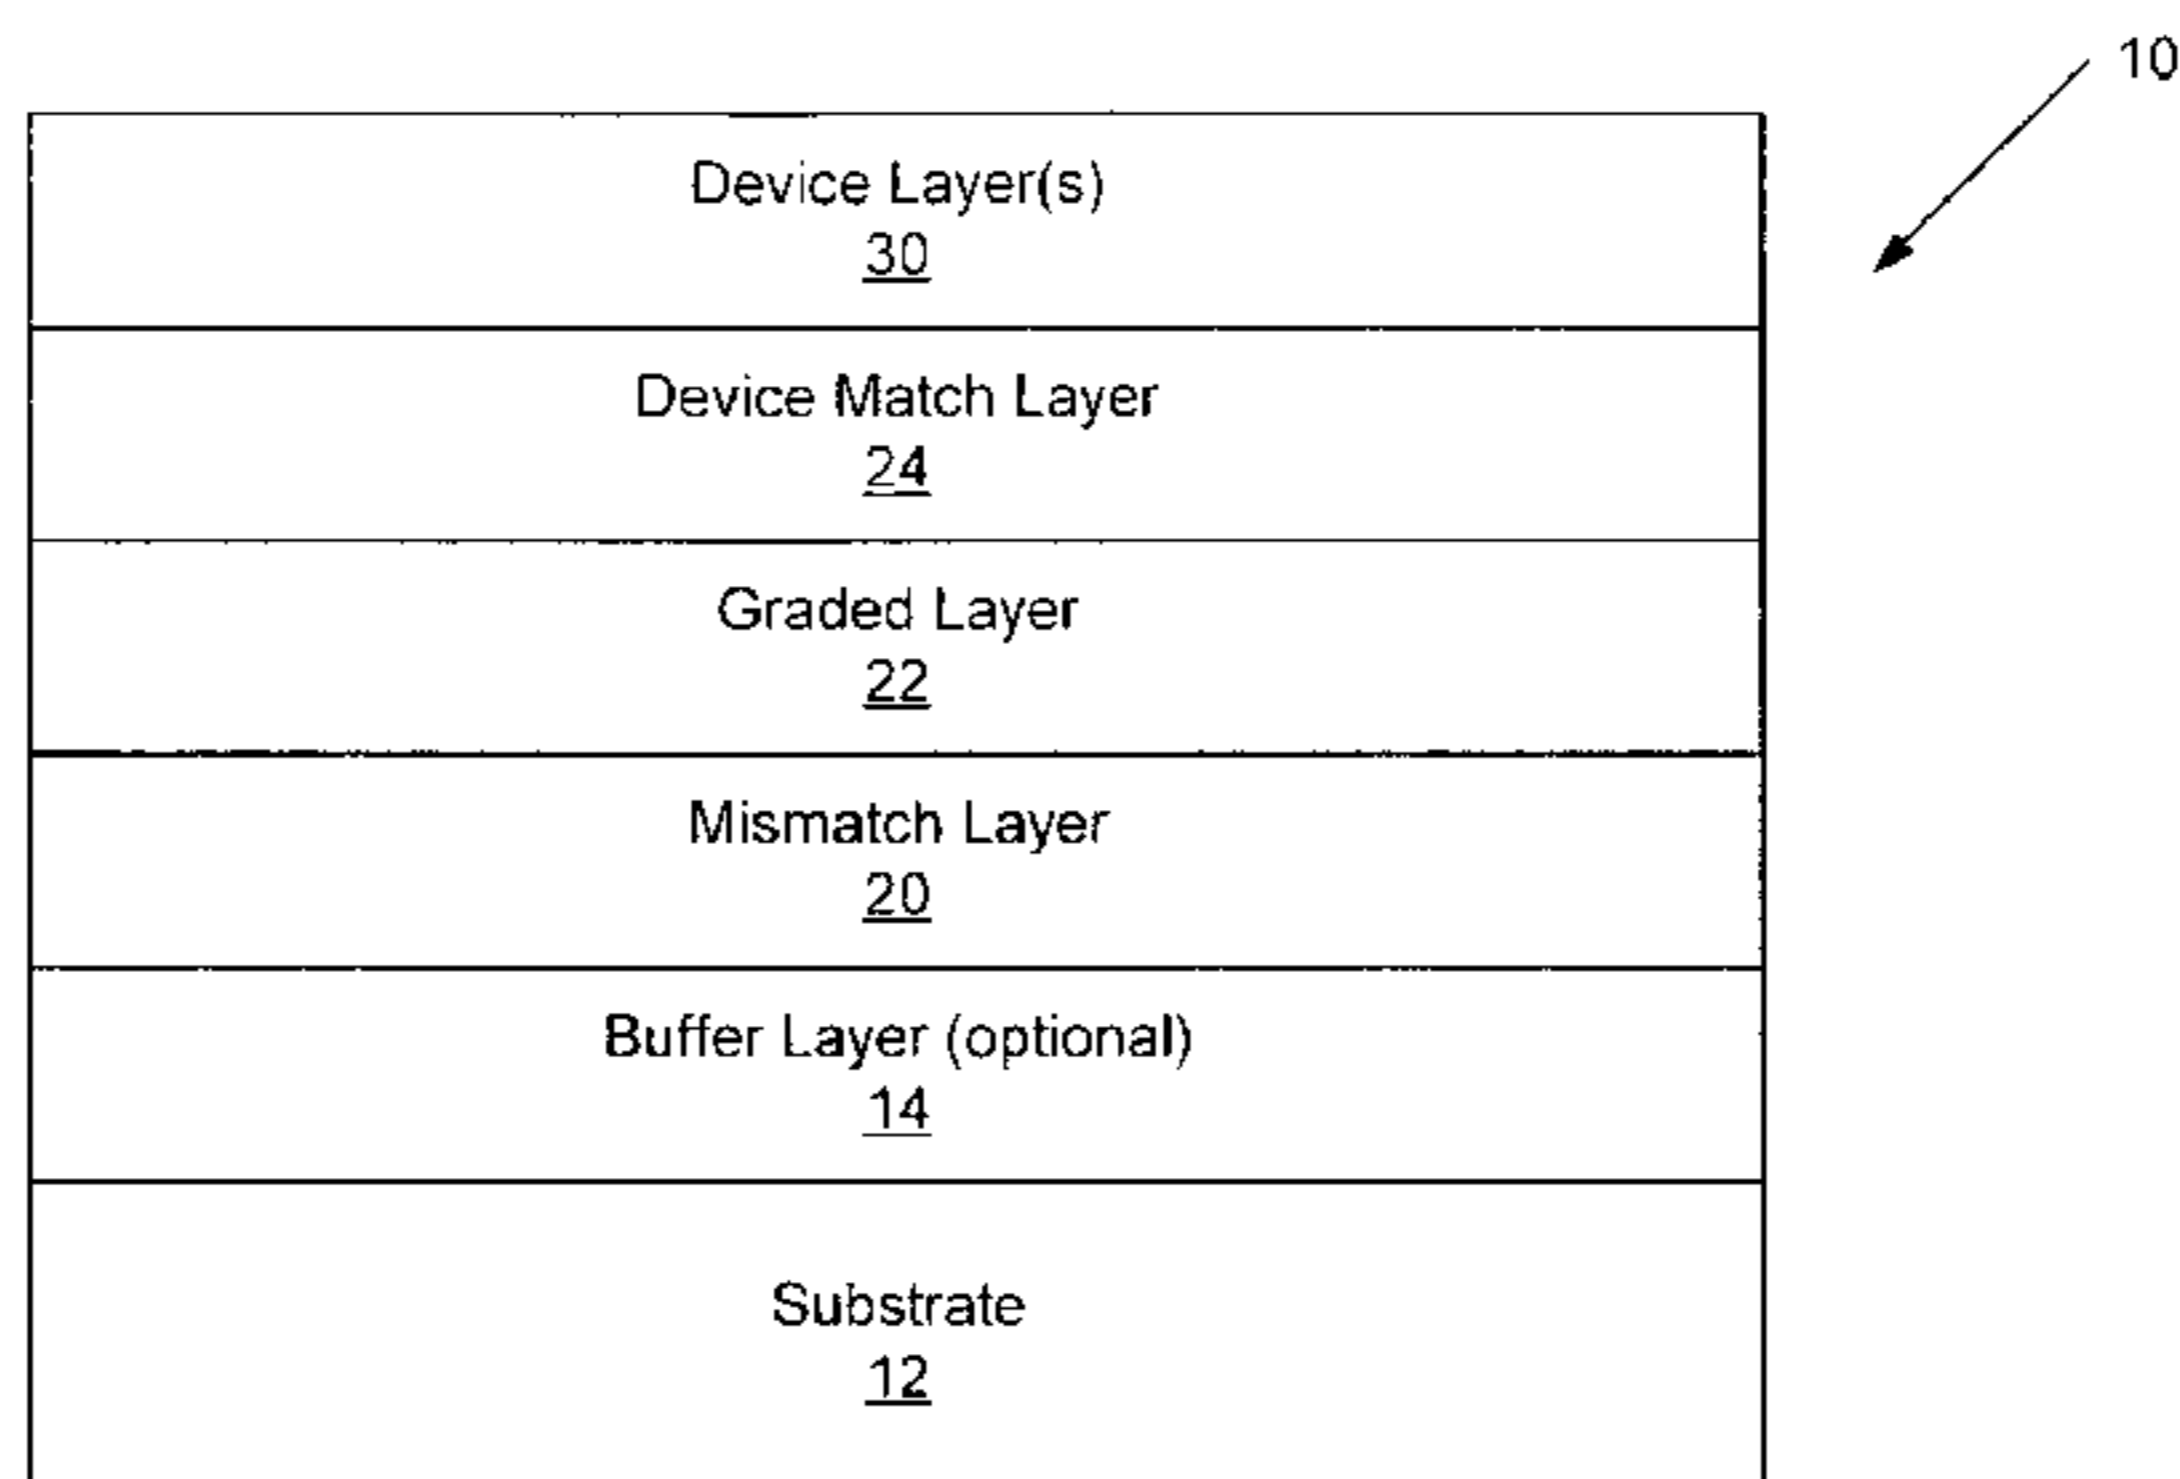 10
Device Layer(s)
30
Device Match Layer
24
Graded Layer
22
Mismatch Layer
20
Buffer Layer (optional)
14
Substrate
12